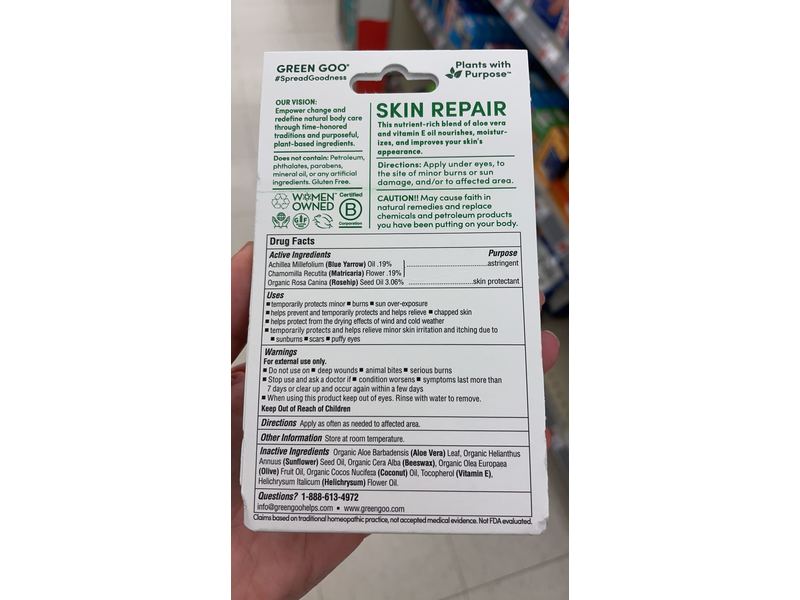 GREEN GOO®
#SpreadGoodness
Plants with
Purpose™
OUR VISION:
Empower change and
redefine natural body care
through time-honored
traditions and purposeful,
plant-based ingredients.
Does not contain: Petroleum,
phthalates, parabens,
mineral oil, or any artificial
ingredients. Gluten Free.
WOMEN
OWNED
Certified
B
Corporation
GF
SKIN REPAIR
This nutrient-rich blend of aloe vera
and vitamin E oil nourishes, moistur-
izes, and improves your skin's
appearance.
Directions: Apply under eyes, to
the site of minor burns or sun
damage, and/or to affected area.
CAUTION!! May cause faith in
natural remedies and replace
chemicals and petroleum products
you have been putting on your body.
Drug Facts
Active Ingredients Purpose
Achillea Millefolium (Blue Yarrow) Oil .19% ...astringent
Chamomilla Recutita (Matricaria) Flower .19%
Organic Rosa Canina (Rosehip) Seed Oil 3.06% ...skin protectant
Uses
▪ temporarily protects minor ▪ burns ▪ sun over-exposure
▪ helps prevent and temporarily protects and helps relieve ▪ chapped skin
▪ helps protect from the drying effects of wind and cold weather
▪ temporarily protects and helps relieve minor skin irritation and itching due to
▪ sunburns ▪ scars ▪ puffy eyes
Warnings
For external use only.
▪ Do not use on ▪ deep wounds ▪ animal bites ▪ serious burns
▪ Stop use and ask a doctor if ▪ condition worsens ▪ symptoms last more than
7 days or clear up and occur again within a few days
▪ When using this product keep out of eyes. Rinse with water to remove.
Keep Out of Reach of Children
Directions Apply as often as needed to affected area.
Other Information Store at room temperature.
Inactive Ingredients Organic Aloe Barbadensis (Aloe Vera) Leaf, Organic Helianthus
Annuus (Sunflower) Seed Oil, Organic Cera Alba (Beeswax), Organic Olea Europaea
(Olive) Fruit Oil, Organic Cocos Nucifera (Coconut) Oil, Tocopherol (Vitamin E),
Helichrysum Italicum (Helichrysum) Flower Oil.
Questions? 1-888-613-4972
info@greengoohelps.com ▪ www.greengoo.com
Claims based on traditional homeopathic practice, not accepted medical evidence. Not FDA evaluated.